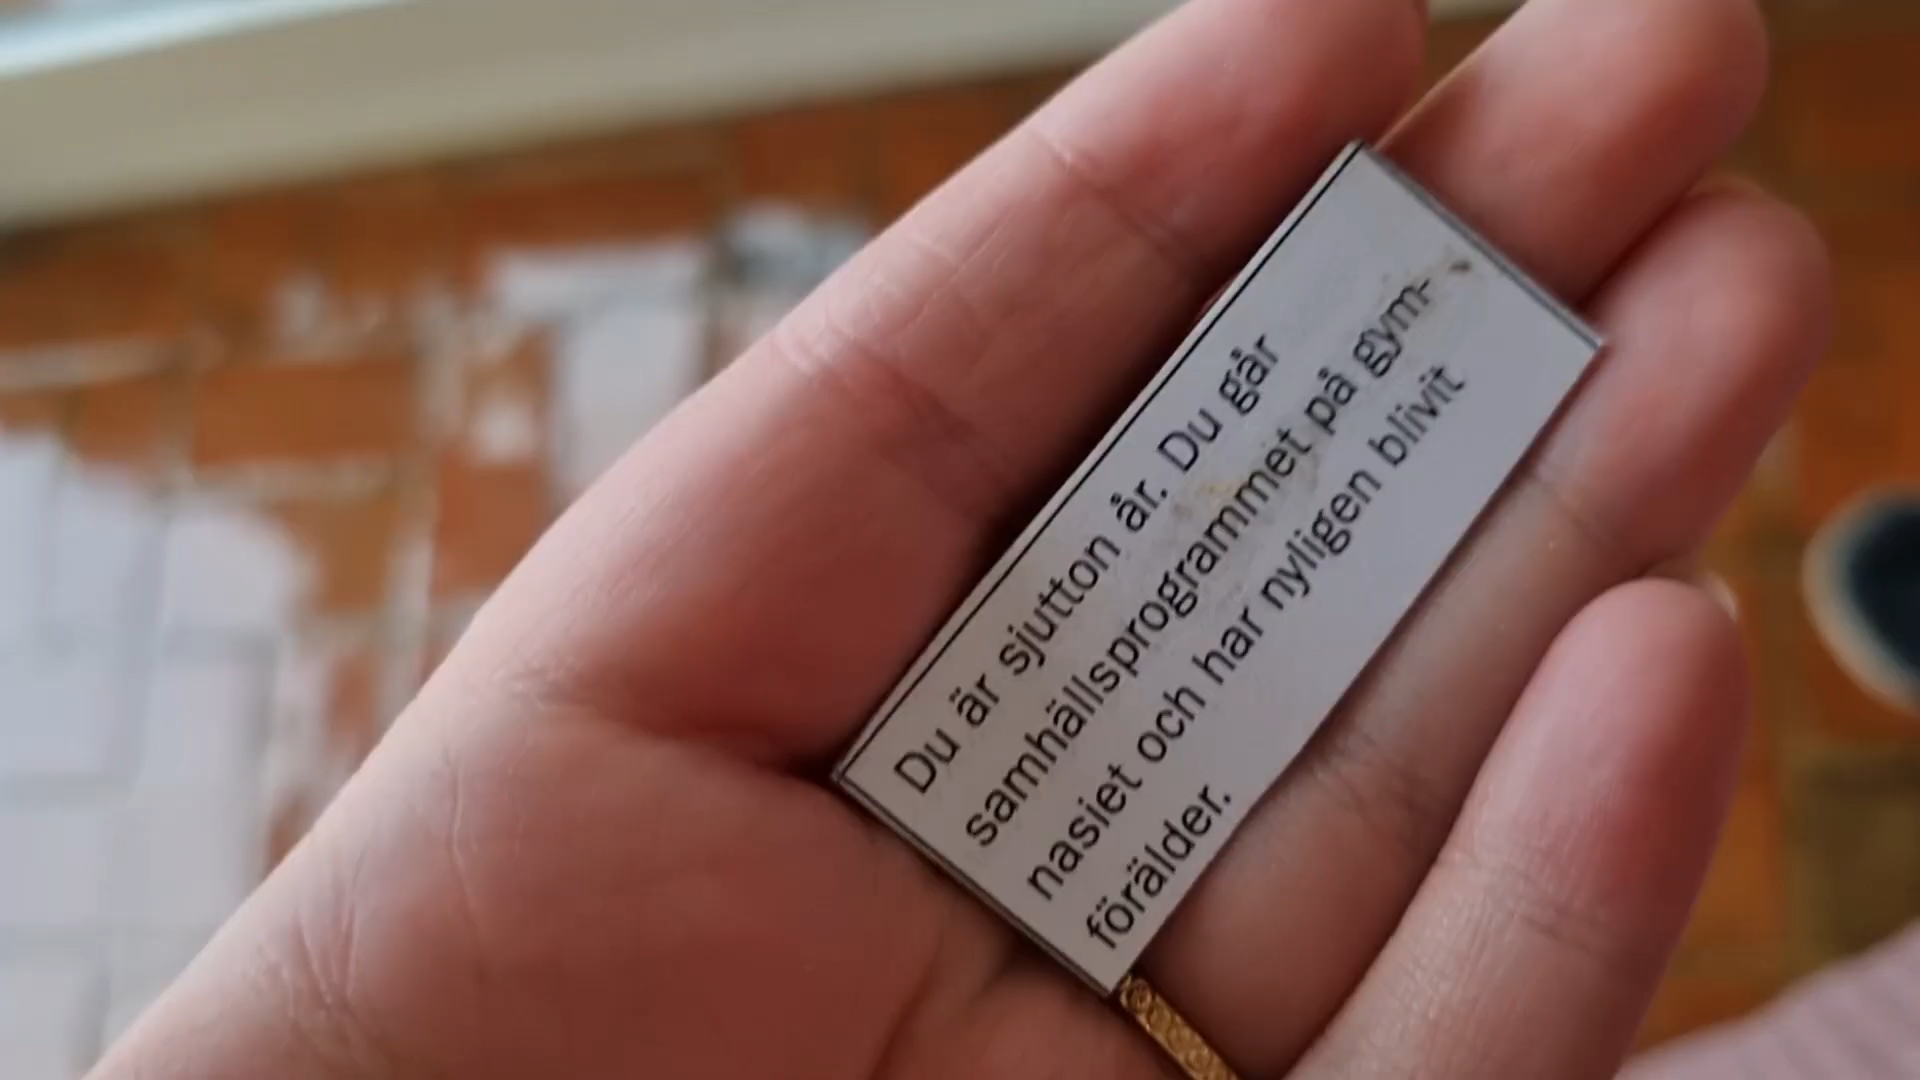 Du är sjutton år. Du går
samhällsprogrammet på gym-
nasiet och har nyligen blivit
förälder.